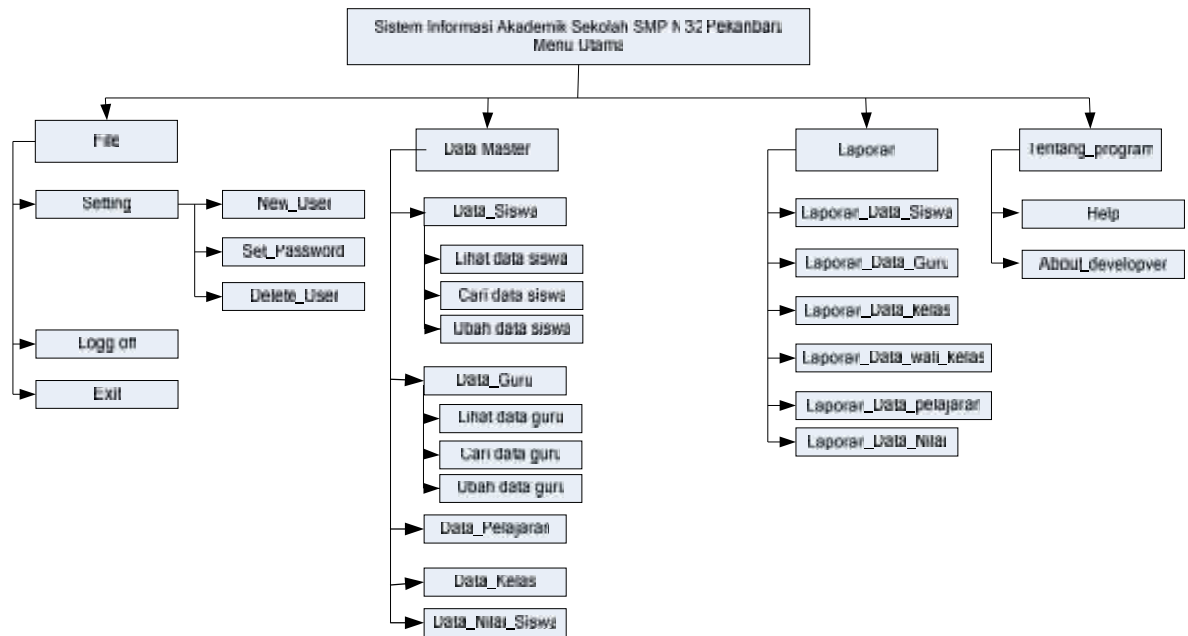 Sistem Informasi Akademik Sekolah SMP N 32 Pekanbaru
Menu Utama
File
Setting
New_User
Set_Password
Delete_User
Logg off
Exit
Data Master
Data_Siswa
Lihat data siswa
Cari data siswa
Ubah data siswa
Data_Guru
Lihat data guru
Cari data guru
Ubah data guru
Data_Pelajaran
Data_Kelas
Data_Nilai_Siswa
Laporan
Laporan_Data_Siswa
Laporan_Data_Guru
Laporan_Data_kelas
Laporan_Data_wali_kelas
Laporan_Data_pelajaran
Laporan_Data_Nilai
Tentang_program
Help
About_developver